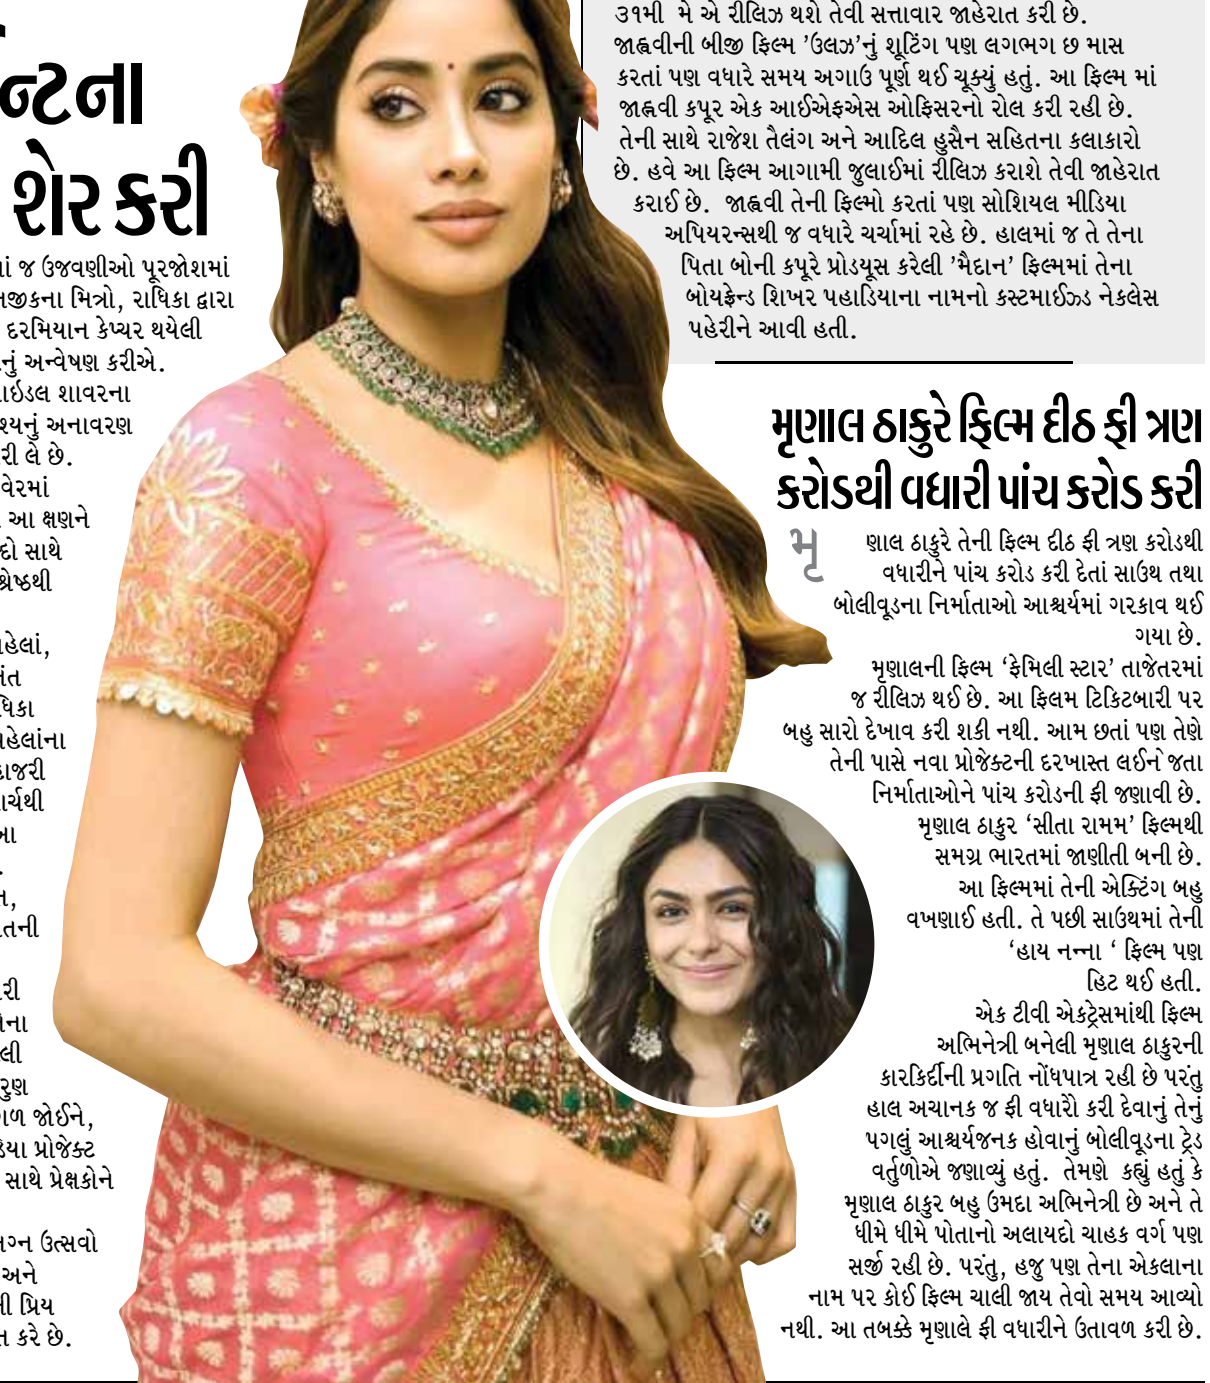 ન્ટના
શેર કરી
જ ઉજવણીઓ પૂરજોશમાં
મિત્રો, રાધિકા દ્વારા
દરમિયાન કેપ્ચર થયેલી
અન્વેષણ કરીએ.
શાવરના
અનાવરણ
લે છે.
આ ક્ષણને
સાથે
જોઈને,
પ્રોજેક્ટ
સાથે પ્રેક્ષકોને
ઉત્સવો
અને
પ્રિય
કરે છે.
૩૧મી મે એ રીલિઝ થશે તેવી સત્તાવાર જાહેરાત કરી છે.
જાહ્નવીની બીજી ફિલ્મ ’ઉલઝ’નું શૂટિંગ પણ લગભગ છ માસ
કરતાં પણ વધારે સમય અગાઉ પૂર્ણ થઈ ચૂક્યું હતું. આ ફિલ્મ માં
જાહ્નવી કપૂર એક આઈએફએસ ઓફિસરનો રોલ કરી રહી છે.
તેની સાથે રાજેશ તૈલંગ અને આદિલ હુસૈન સહિતના કલાકારો
છે. હવે આ ફિલ્મ આગામી જુલાઈમાં રીલિઝ કરાશે તેવી જાહેરાત
કરાઈ છે. જાહ્નવી તેની ફિલ્મો કરતાં પણ સોશિયલ મીડિયા
અપિયરન્સથી જ વધારે ચર્ચામાં રહે છે. હાલમાં જ તે તેના
પિતા બોની કપૂરે પ્રોડયૂસ કરેલી ’મૈદાન’ ફિલ્મમાં તેના
બોયફ્રેન્ડ શિખર પહાડિયાના નામનો કસ્ટમાઈઝ્ડ નેકલેસ
પહેરીને આવી હતી.
મૃણાલ ઠાકુરે ફિલ્મ દીઠ ફી ત્રણ
કરોડથી વધારી પાંચ કરોડ કરી
મૃણાલ ઠાકુરે તેની ફિલ્મ દીઠ ફી ત્રણ કરોડથી
વધારીને પાંચ કરોડ કરી દેતાં સાઉથ તથા
બોલીવૂડના નિર્માતાઓ આશ્ચર્યમાં ગરકાવ થઈ
ગયા છે.
મૃણાલની ફિલ્મ ‘ફેમિલી સ્ટાર’ તાજેતરમાં
જ રીલિઝ થઈ છે. આ ફિલમ ટિકિટબારી પર
બહુ સારો દેખાવ કરી શકી નથી. આમ છતાં પણ તેણે
તેની પાસે નવા પ્રોજેક્ટની દરખાસ્ત લઈને જતા
નિર્માતાઓને પાંચ કરોડની ફી જણાવી છે.
મૃણાલ ઠાકુર ‘સીતા રામમ’ ફિલ્મથી
સમગ્ર ભારતમાં જાણીતી બની છે.
આ ફિલ્મમાં તેની એક્ટિંગ બહુ
વખણાઈ હતી. તે પછી સાઉથમાં તેની
‘હાય નન્ના ‘ ફિલ્મ પણ
હિટ થઈ હતી.
એક ટીવી એકટ્રેસમાંથી ફિલ્મ
અભિનેત્રી બનેલી મૃણાલ ઠાકુરની
કારકિર્દીની પ્રગતિ નોંધપાત્ર રહી છે પરંતુ
હાલ અચાનક જ ફી વધારો કરી દેવાનું તેનું
પગલું આશ્ચર્યજનક હોવાનું બોલીવૂડના ટ્રેડ
વર્તુળોએ જણાવ્યું હતું. તેમણે કહ્યું હતું કે
મૃણાલ ઠાકુર બહુ ઉમદા અભિનેત્રી છે અને તે
ધીમે ધીમે પોતાનો અલાયદો ચાહક વર્ગ પણ
સર્જી રહી છે. પરંતુ, હજુ પણ તેના એકલાના
નામ પર કોઈ ફિલ્મ ચાલી જાય તેવો સમય આવ્યો
નથી. આ તબક્કે મૃણાલે ફી વધારીને ઉતાવળ કરી છે.